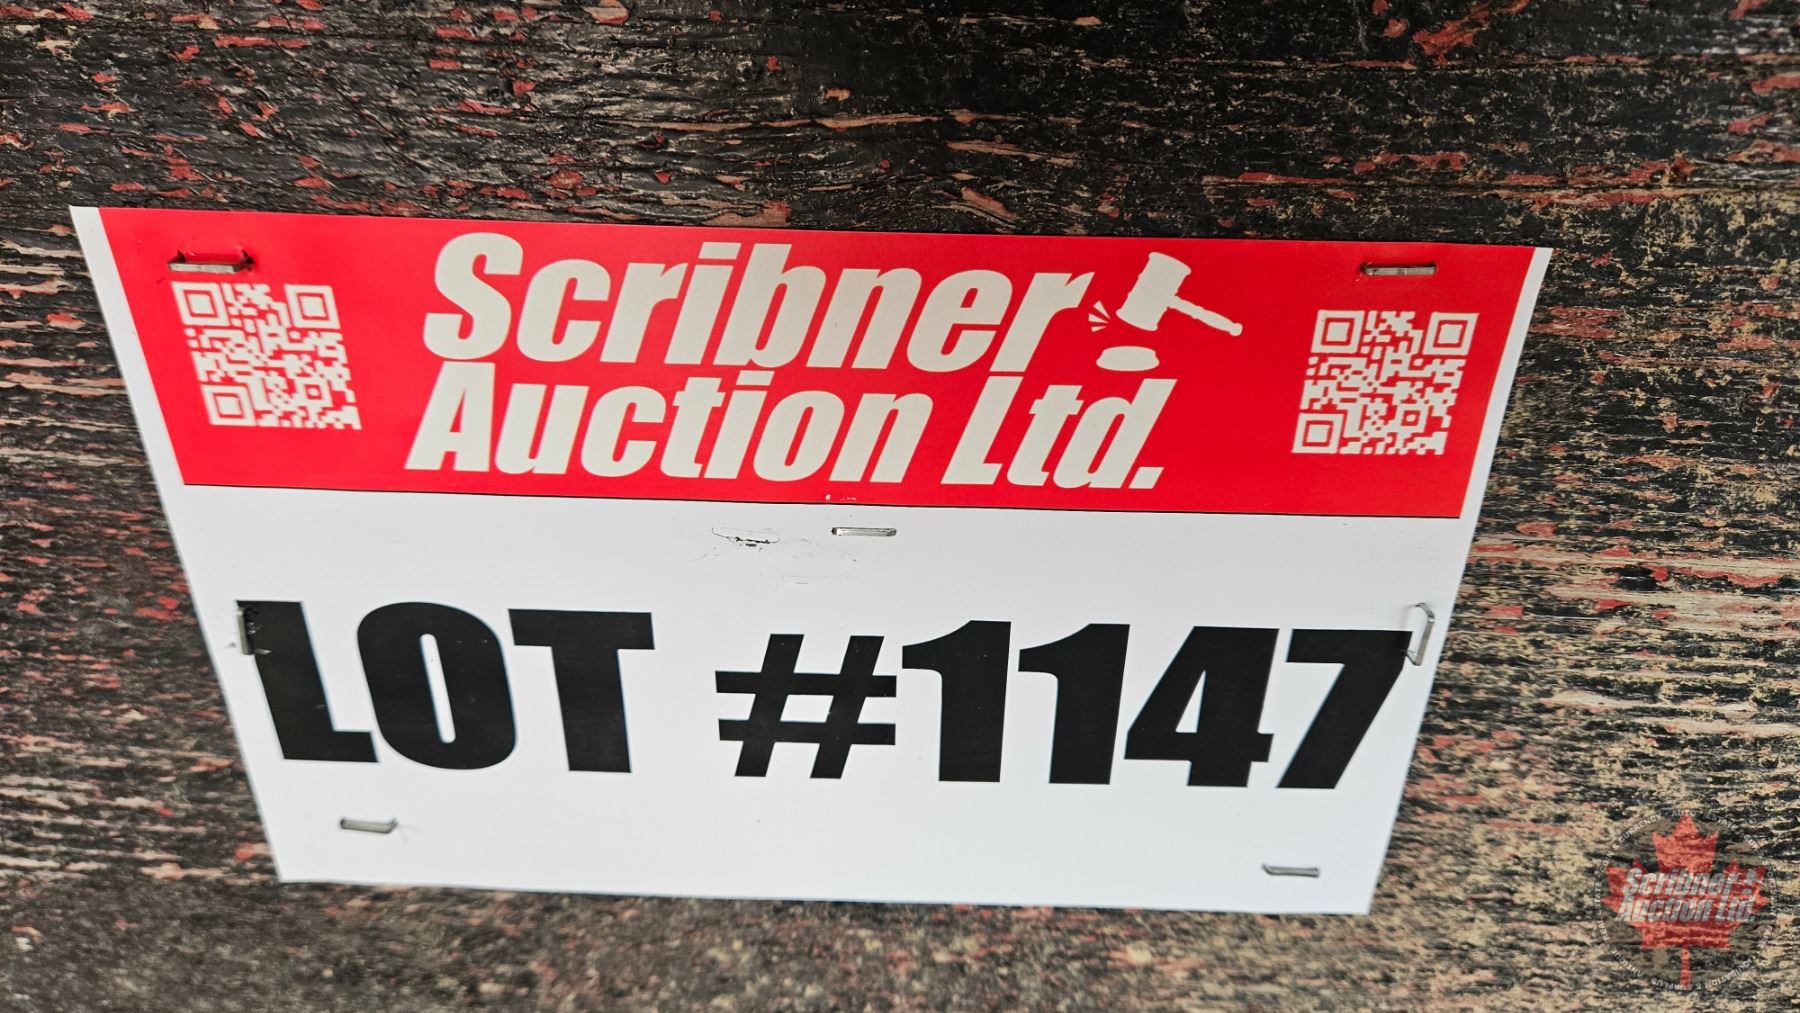 Scribner
Auction Ltd.
LOT #1147
Scribner
Auction Ltd.